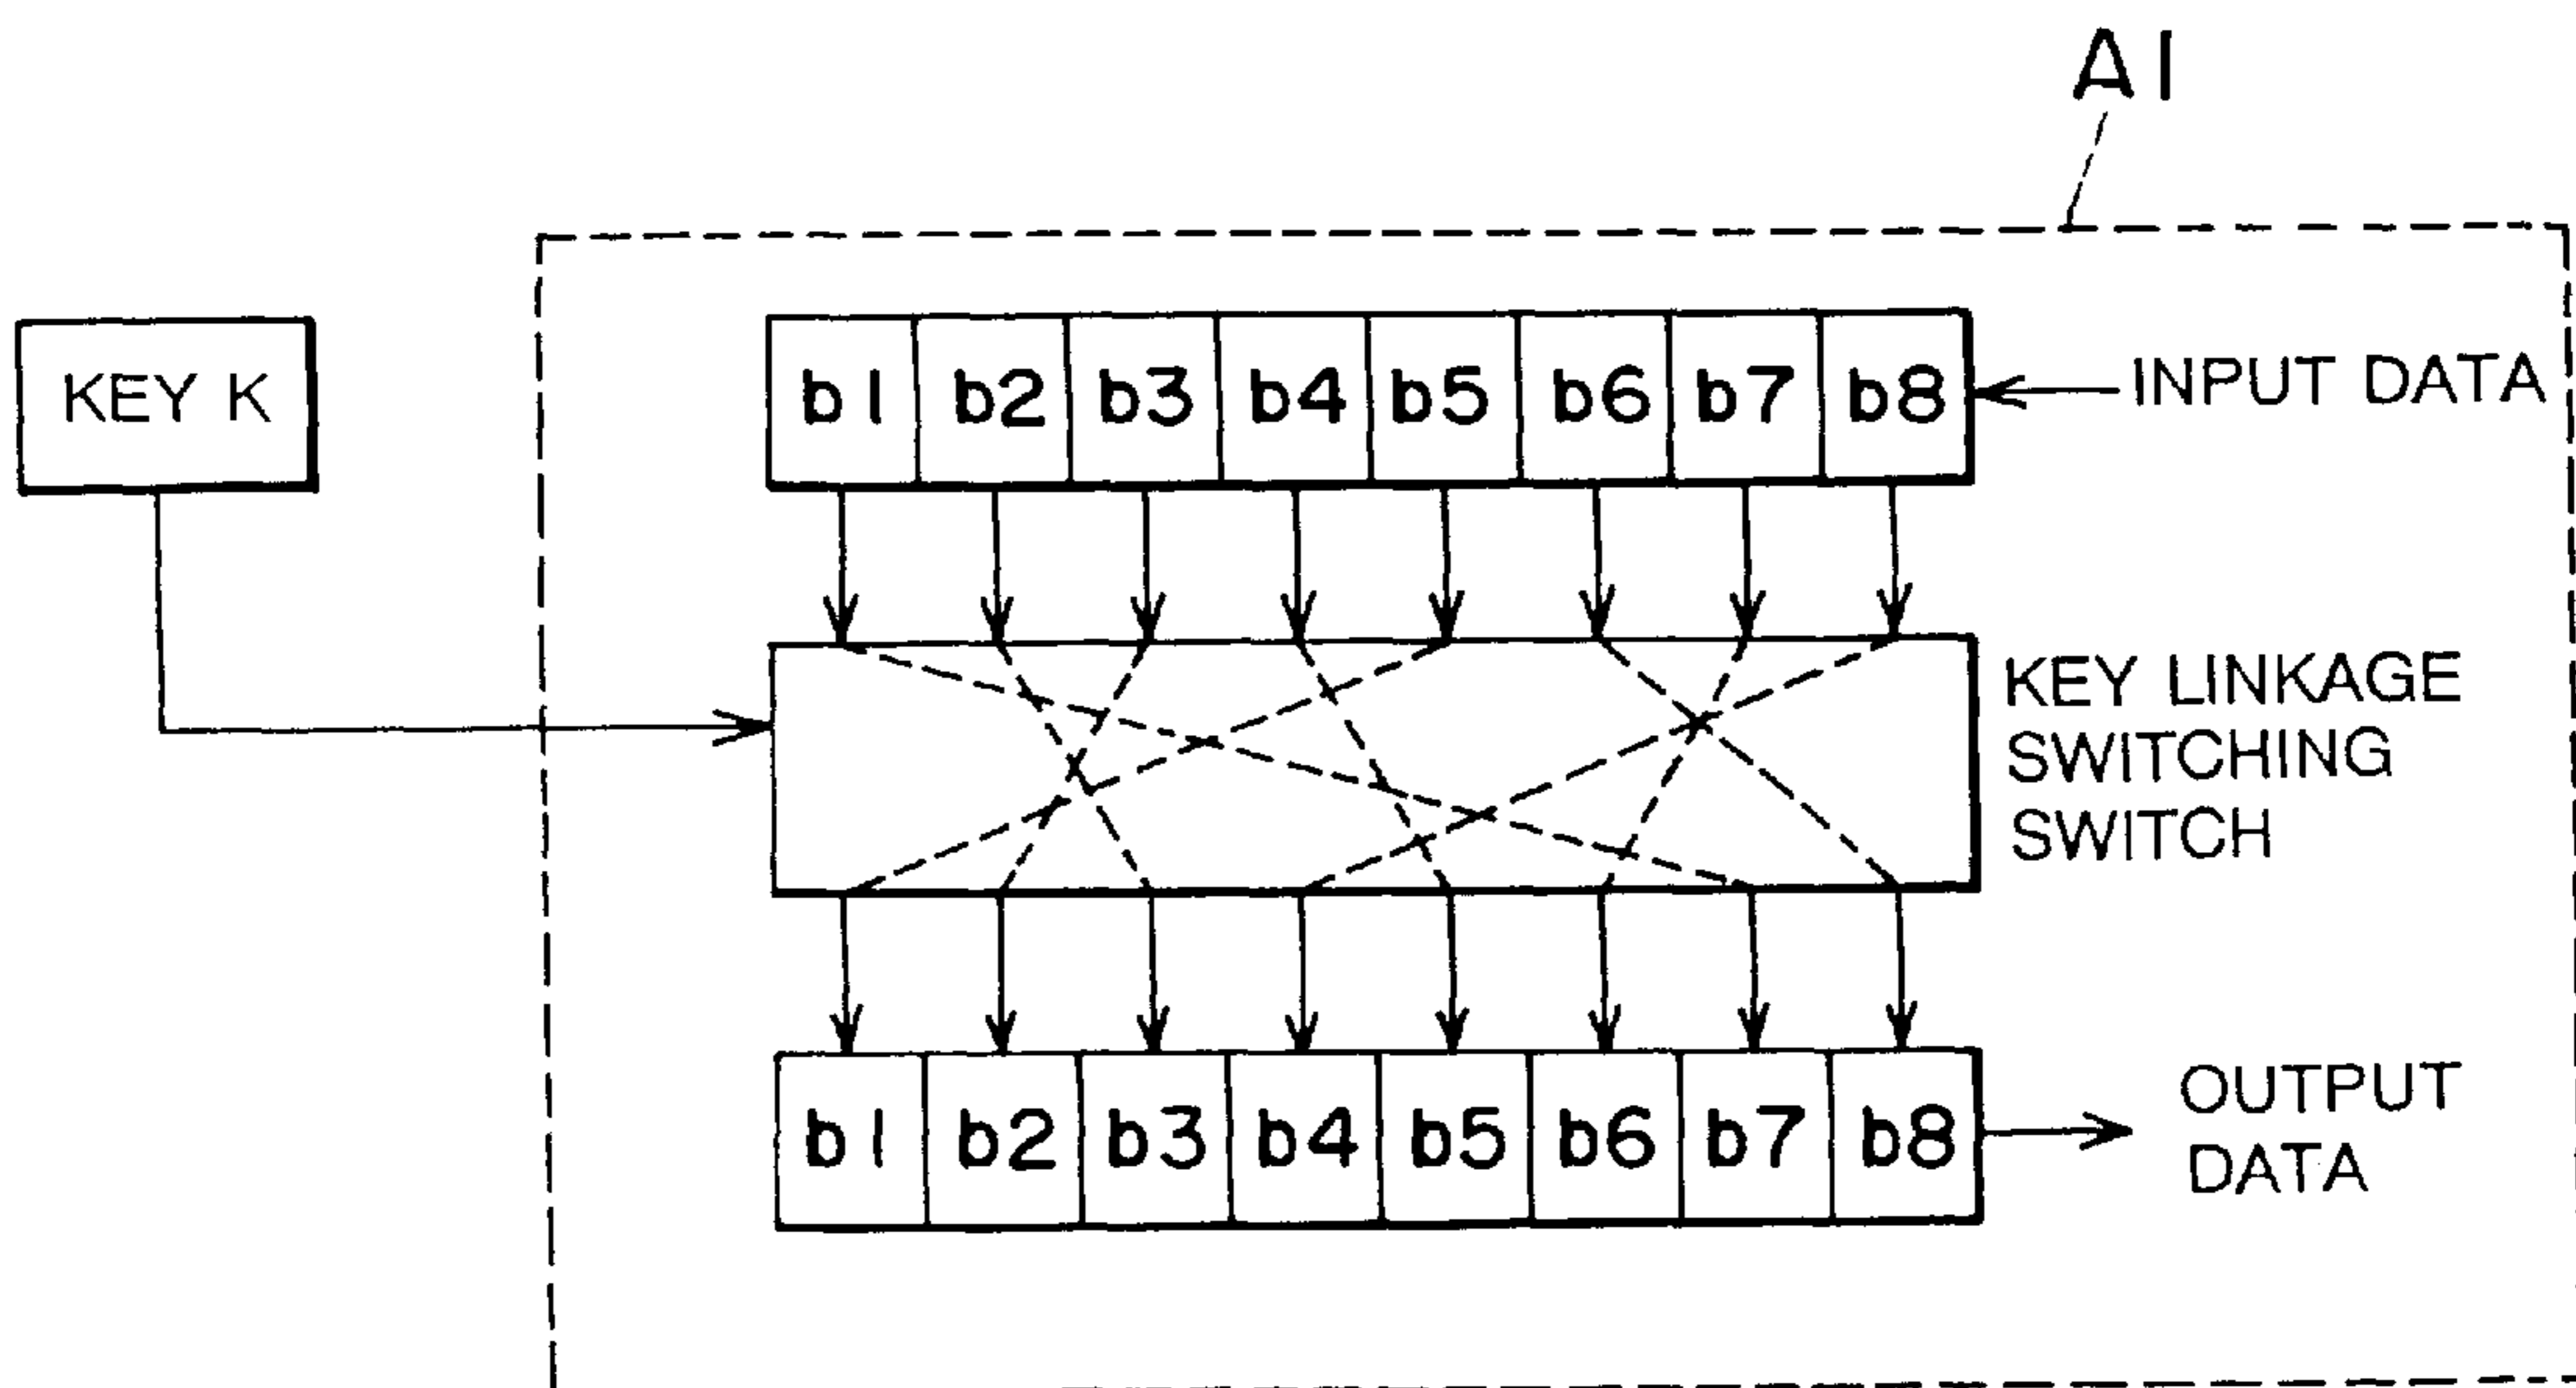 A1
KEY K
b1 b2 b3 b4 b5 b6 b7 b8
INPUT DATA
KEY LINKAGE
SWITCHING
SWITCH
b1 b2 b3 b4 b5 b6 b7 b8
OUTPUT
DATA